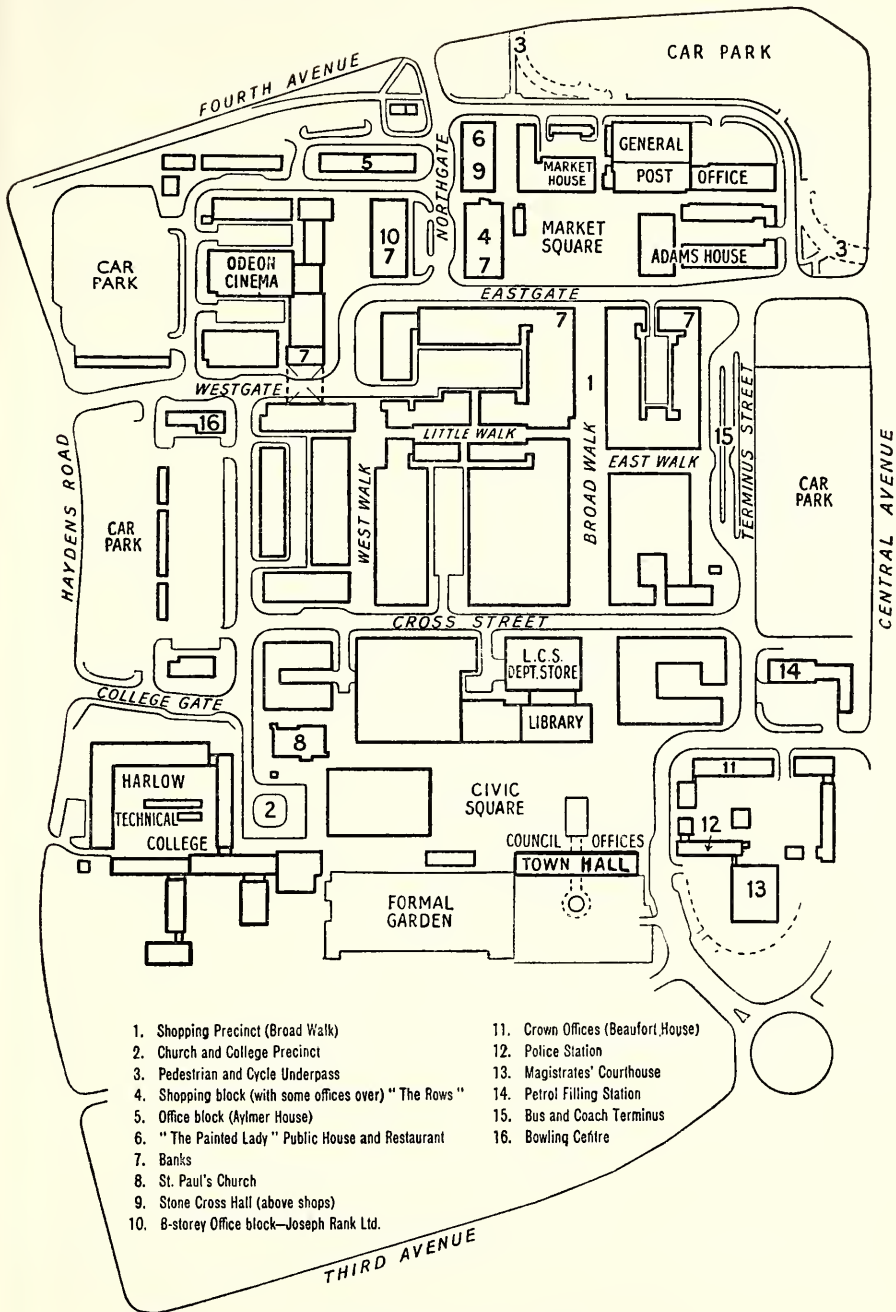 3
CAR PARK
FOURTH AVENUE
6
9
5
NORTHGATE
MARKET
HOUSE
GENERAL
POST OFFICE
10
7
4
7
MARKET
SQUARE
ADAMS HOUSE
3
CAR
PARK
ODEON
CINEMA
EASTGATE
7
7
7
WESTGATE
1
16
LITTLE WALK
15
EAST WALK
HAYDENS ROAD
CAR
PARK
WEST WALK
BROAD WALK
TERMINUS STREET
CAR
PARK
CENTRAL AVENUE
CROSS STREET
L.C.S.
DEPT. STORE
14
COLLEGE GATE
LIBRARY
8
11
HARLOW
TECHNICAL
COLLEGE
2
CIVIC
SQUARE
12
COUNCIL OFFICES
TOWN HALL
13
FORMAL
GARDEN
1. Shopping Precinct (Broad Walk)
2. Church and College Precinct
3. Pedestrian and Cycle Underpass
4. Shopping block (with some offices over) "The Rows"
5. Office block (Aylmer House)
6. "The Painted Lady" Public House and Restaurant
7. Banks
8. St. Paul's Church
9. Stone Cross Hall (above shops)
10. 8-storey Office block—Joseph Rank Ltd.
11. Crown Offices (Beaufort House)
12. Police Station
13. Magistrates' Courthouse
14. Petrol Filling Station
15. Bus and Coach Terminus
16. Bowling Centre
THIRD AVENUE